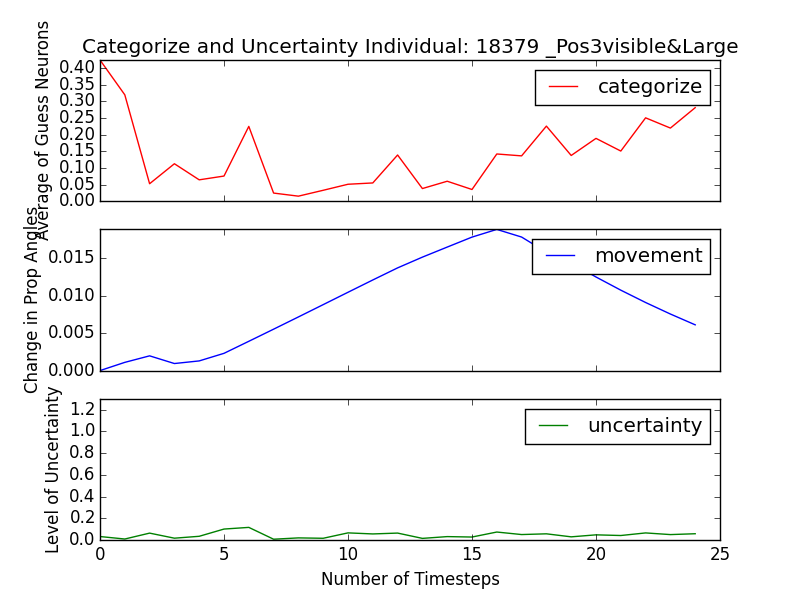 Categorize and Uncertainty Individual: 18379 _Pos3visible&Large
Average of Guess Neurons
0.40
0.35
0.30
0.25
0.20
0.15
0.10
0.05
0.00
categorize
Change in Prop Angles
0.015
0.010
0.005
0.000
movement
Level of Uncertainty
1.2
1.0
0.8
0.6
0.4
0.2
0.0
uncertainty
0 5 10 15 20 25
Number of Timesteps